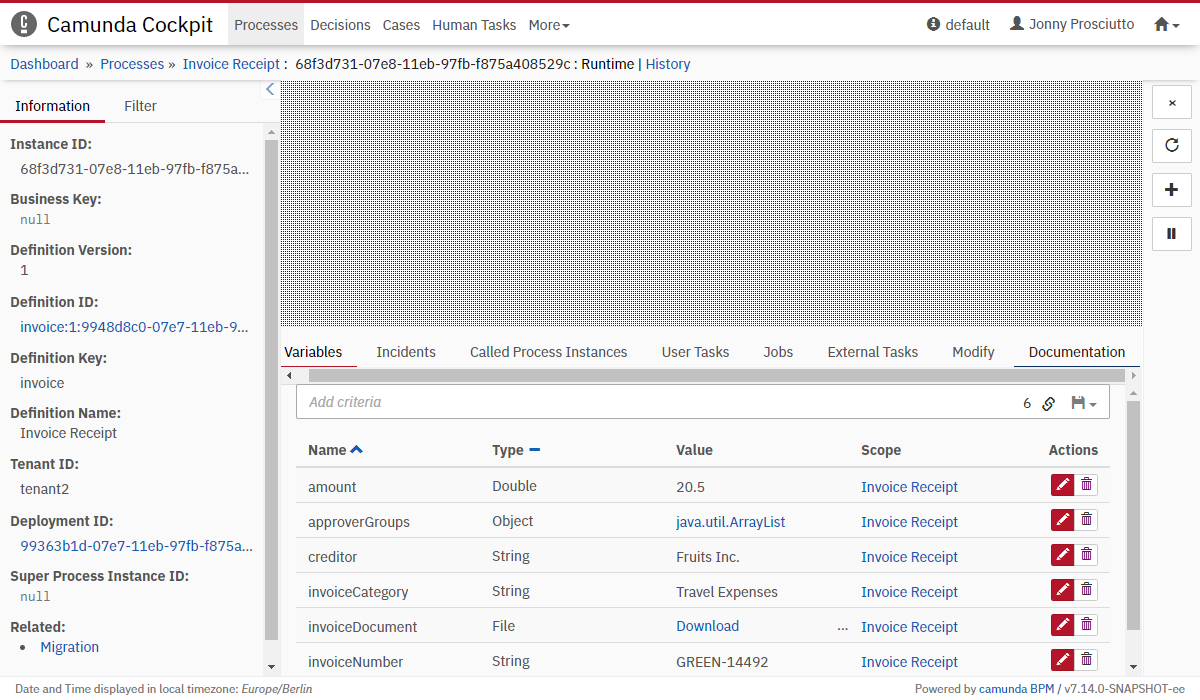 Camunda Cockpit Processes Decisions Cases Human Tasks More default Jonny Prosciutto
Dashboard » Processes » Invoice Receipt : 68f3d731-07e8-11eb-97fb-f875a408529c : Runtime | History
Information Filter
Instance ID:
68f3d731-07e8-11eb-97fb-f875a...
Business Key:
null
Definition Version:
1
Definition ID:
invoice:1:9948d8c0-07e7-11eb-9...
Definition Key:
invoice
Definition Name:
Invoice Receipt
Tenant ID:
tenant2
Deployment ID:
99363b1d-07e7-11eb-97fb-f875a...
Super Process Instance ID:
null
Related:
• Migration
Variables Incidents Called Process Instances User Tasks Jobs External Tasks Modify Documentation
Add criteria 6
Name Type Value Scope Actions
amount Double 20.5 Invoice Receipt
approverGroups Object java.util.ArrayList Invoice Receipt
creditor String Fruits Inc. Invoice Receipt
invoiceCategory String Travel Expenses Invoice Receipt
invoiceDocument File Download ... Invoice Receipt
invoiceNumber String GREEN-14492 Invoice Receipt
Date and Time displayed in local timezone: Europe/Berlin Powered by camunda BPM / v7.14.0-SNAPSHOT-ee